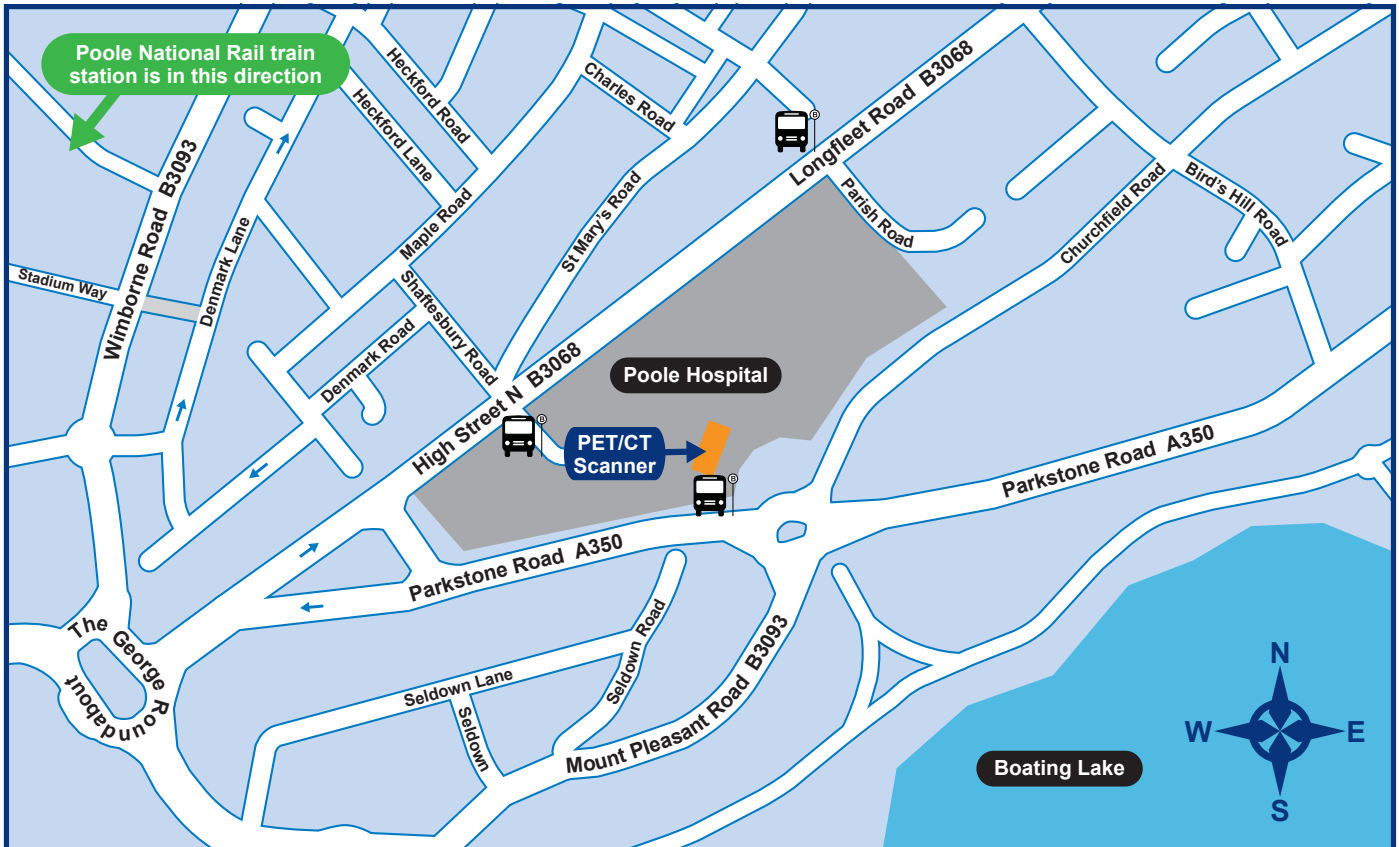 Poole National Rail train
station is in this direction
Heckford Road
Heckford Lane
Charles Road
B
Longfleet Road B3068
Wimborne Road B3093
Denmark Lane
Maple Road
St Mary's Road
Parish Road
Churchfield Road
Bird's Hill Road
Stadium Way
Shaftesbury Road
Denmark Road
High Street N B3068
Poole Hospital
B
PET/CT
Scanner
B
Parkstone Road A350
Parkstone Road A350
The George Roundabout
Seldown Road
Seldown Lane
Seldown
Mount Pleasant Road B3093
Boating Lake
N
W
E
S